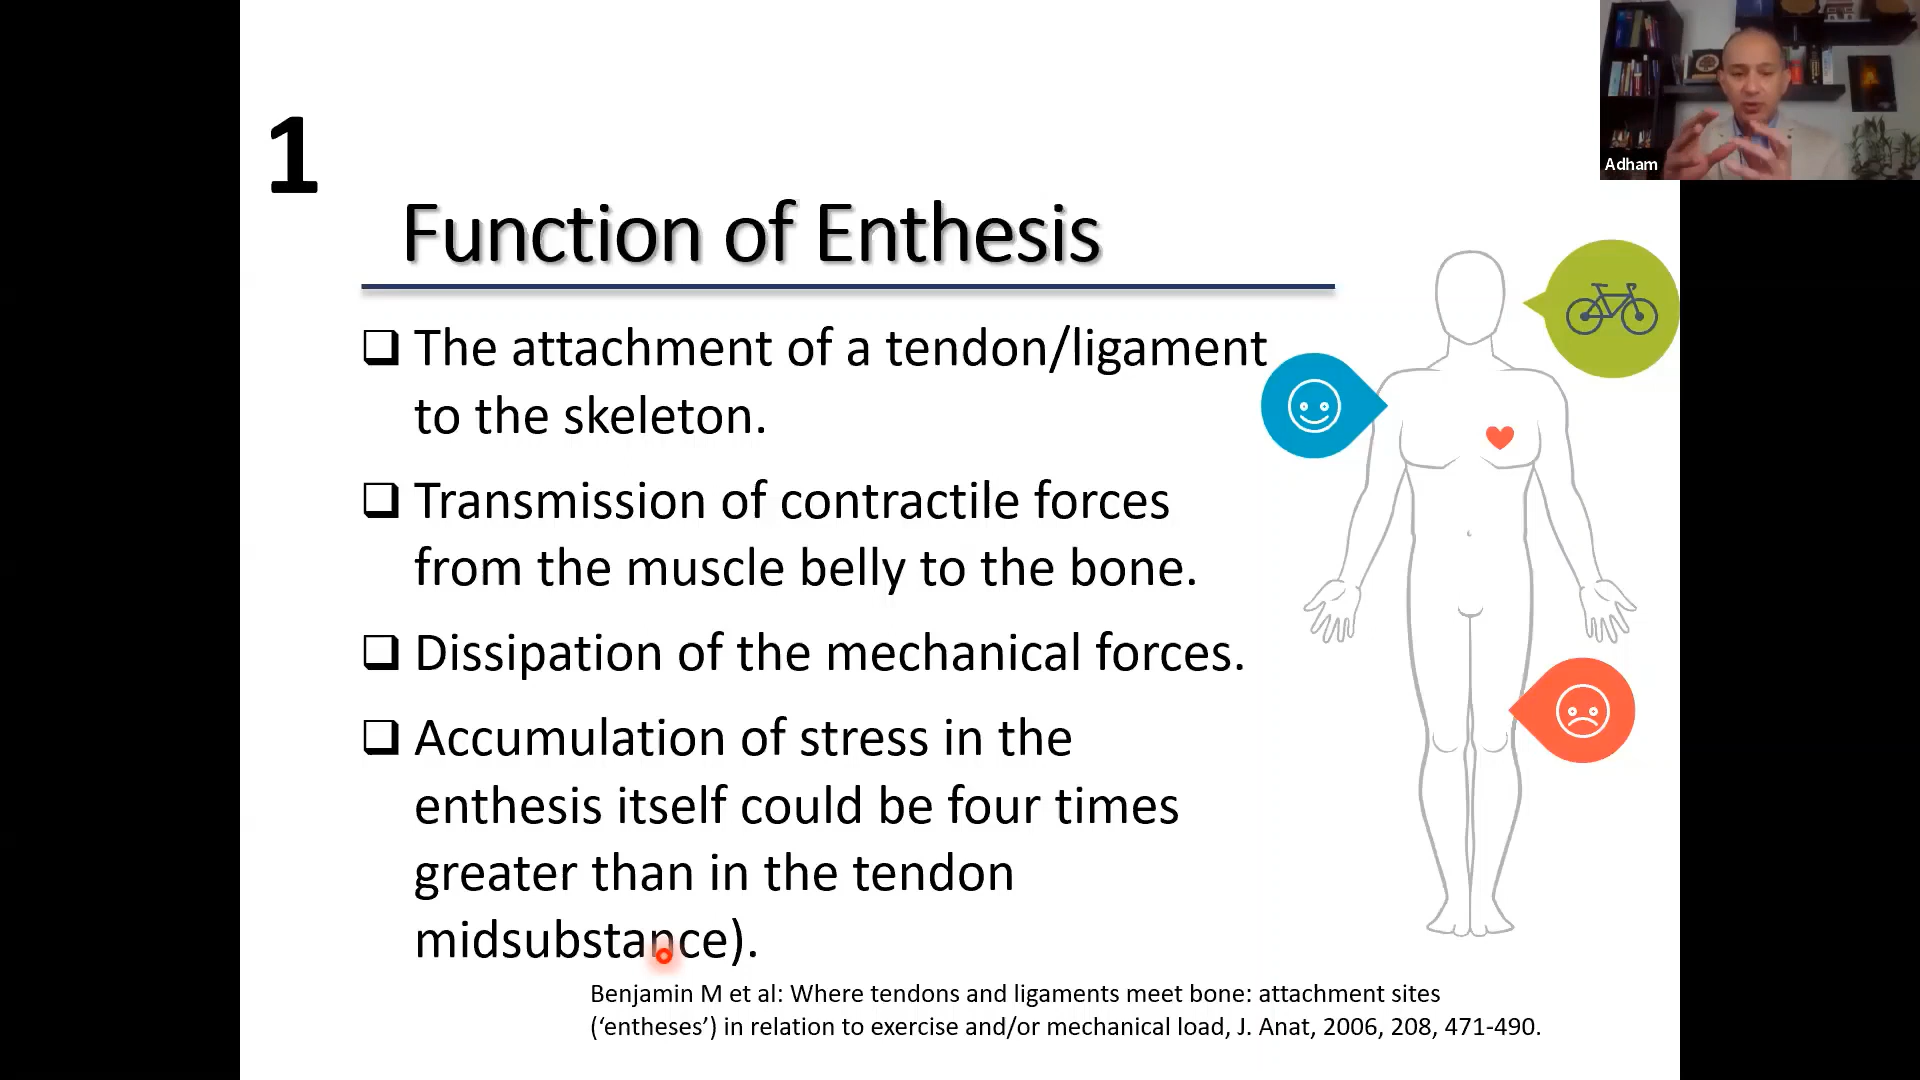 1
Function of Enthesis
❑ The attachment of a tendon/ligament
to the skeleton.
❑ Transmission of contractile forces
from the muscle belly to the bone.
❑ Dissipation of the mechanical forces.
❑ Accumulation of stress in the
enthesis itself could be four times
greater than in the tendon
midsubstance).
Benjamin M et al: Where tendons and ligaments meet bone: attachment sites
(‘entheses’) in relation to exercise and/or mechanical load, J. Anat, 2006, 208, 471-490.
Adham